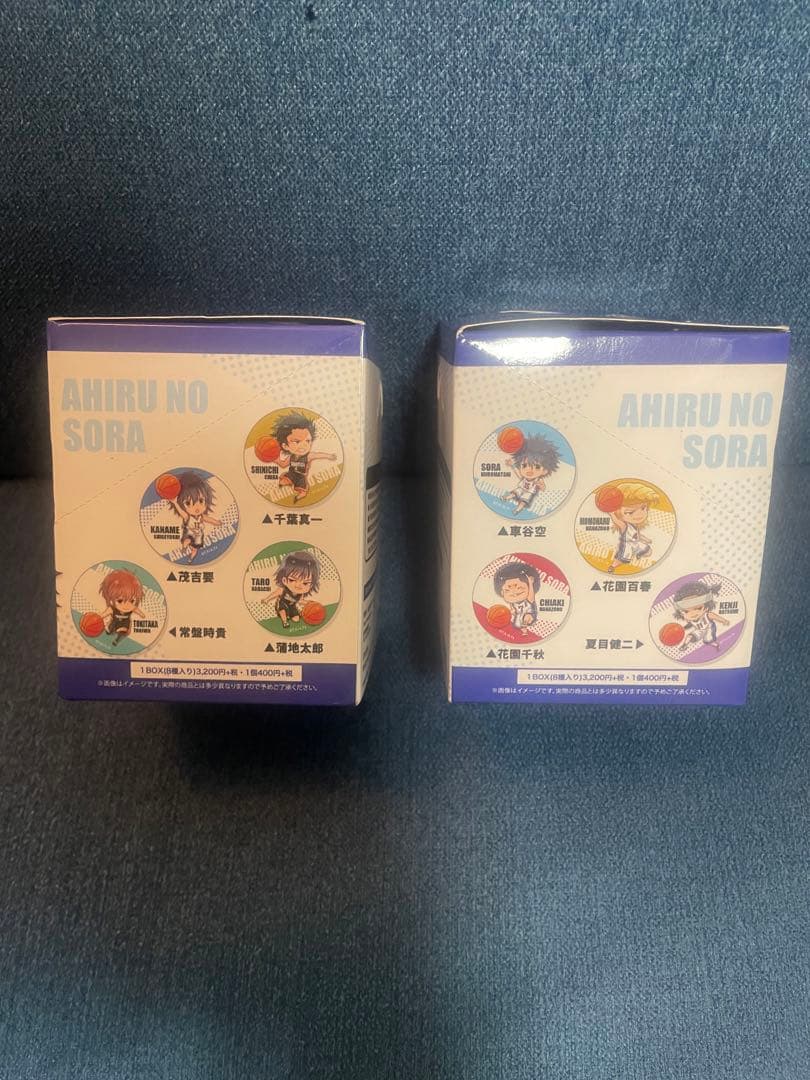 AHIRU NO
SORA
SHINICHI
CHIBA
▲千葉真一
KANAME
SHIGEYOSHI
▲茂吉要
TOKITAKA
TOKIWA
◀常盤時貴
TARO
KABACHI
▲蒲地太郎
1BOX(8種入り)3,200円+税・1個400円+税
※画像はイメージです。実際の商品とは多少異なりますので予めご了承ください。
AHIRU NO
SORA
SORA
KURUMATANI
▲車谷空
MOMOHARU
HANAZONO
▲花園百春
CHIAKI
HANAZONO
▲花園千秋
KENJI
NATSUME
夏目健二▶
1BOX(8種入り)3,200円+税・1個400円+税
※画像はイメージです。実際の商品とは多少異なりますので予めご了承ください。